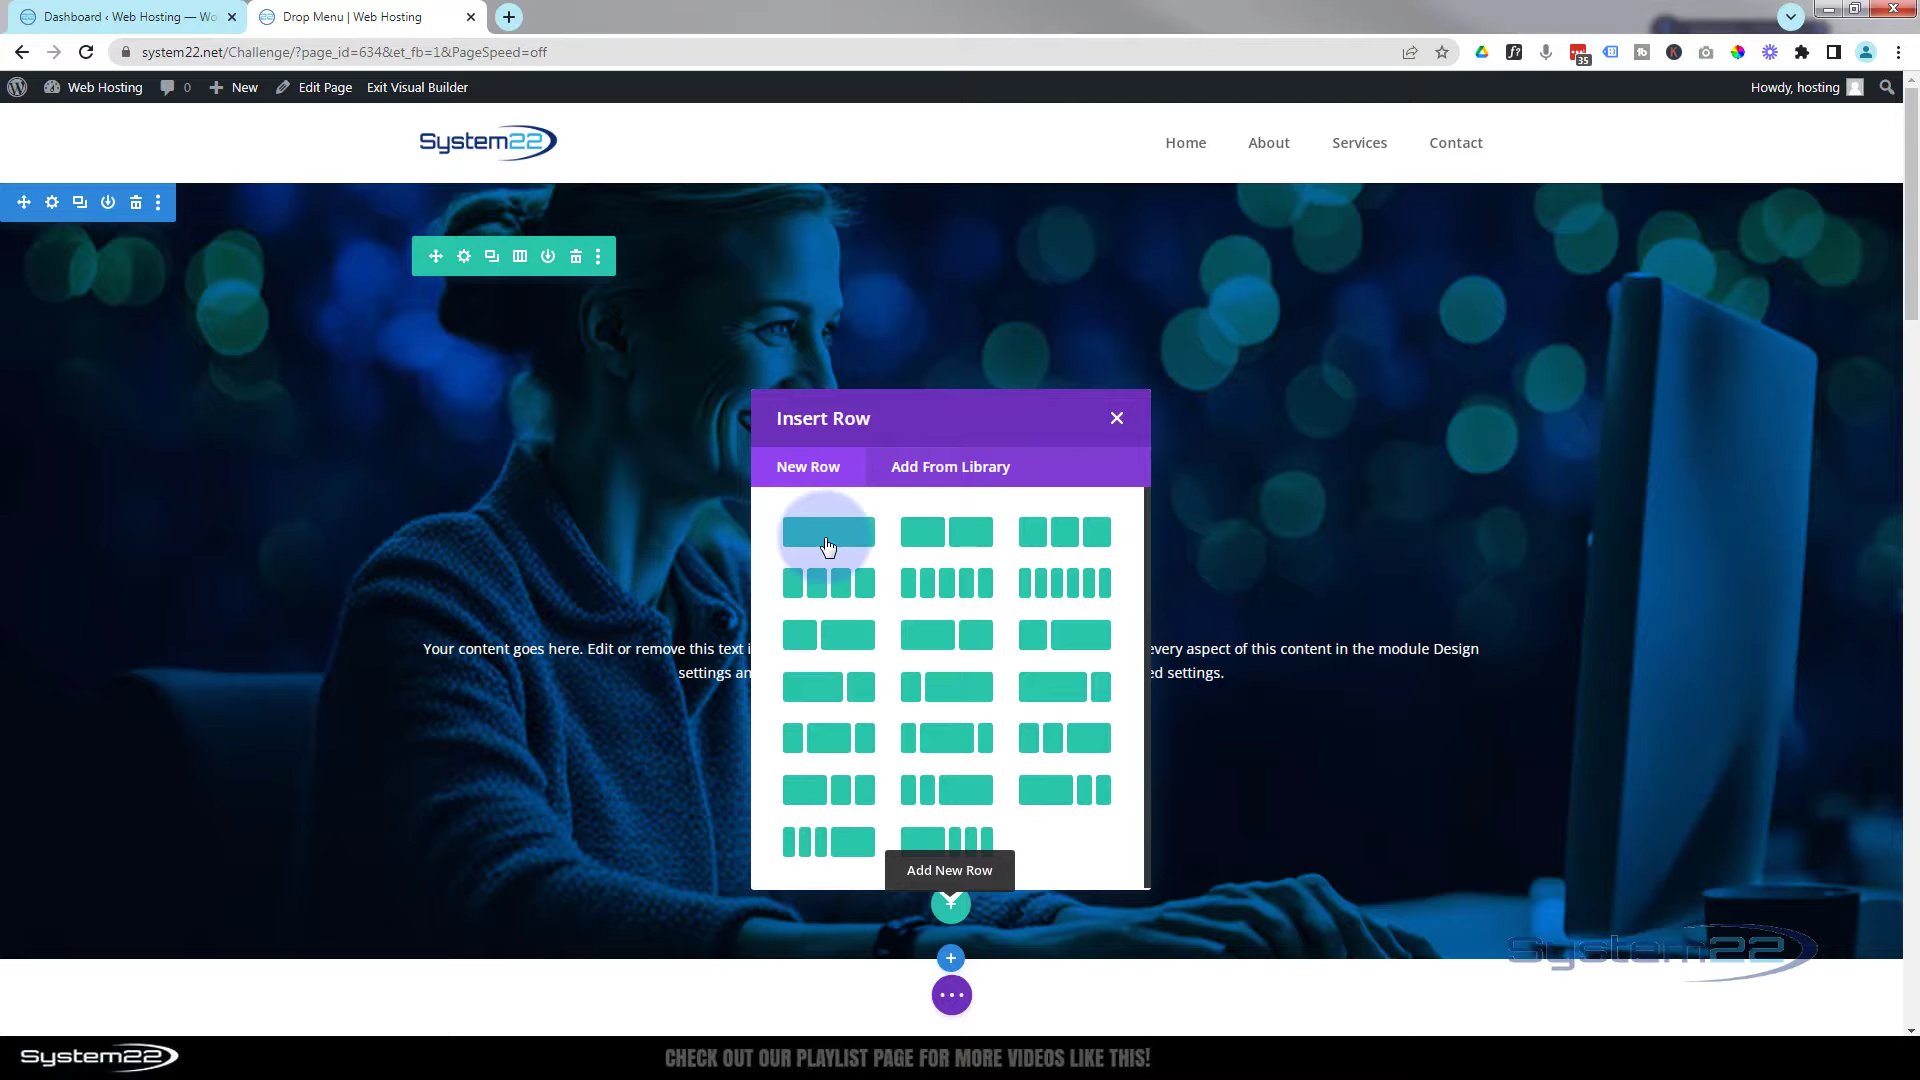 Dashboard ‹ Web Hosting — Wo
Drop Menu | Web Hosting
system22.net/Challenge/?page_id=634&et_fb=1&PageSpeed=off
35
Web Hosting 0 New Edit Page Exit Visual Builder Howdy, hosting
System22
Home About Services Contact
Insert Row
New Row Add From Library
Your content goes here. Edit or remove this text i
every aspect of this content in the module Design
settings an
ed settings.
Add New Row
System22
System22
CHECK OUT OUR PLAYLIST PAGE FOR MORE VIDEOS LIKE THIS!